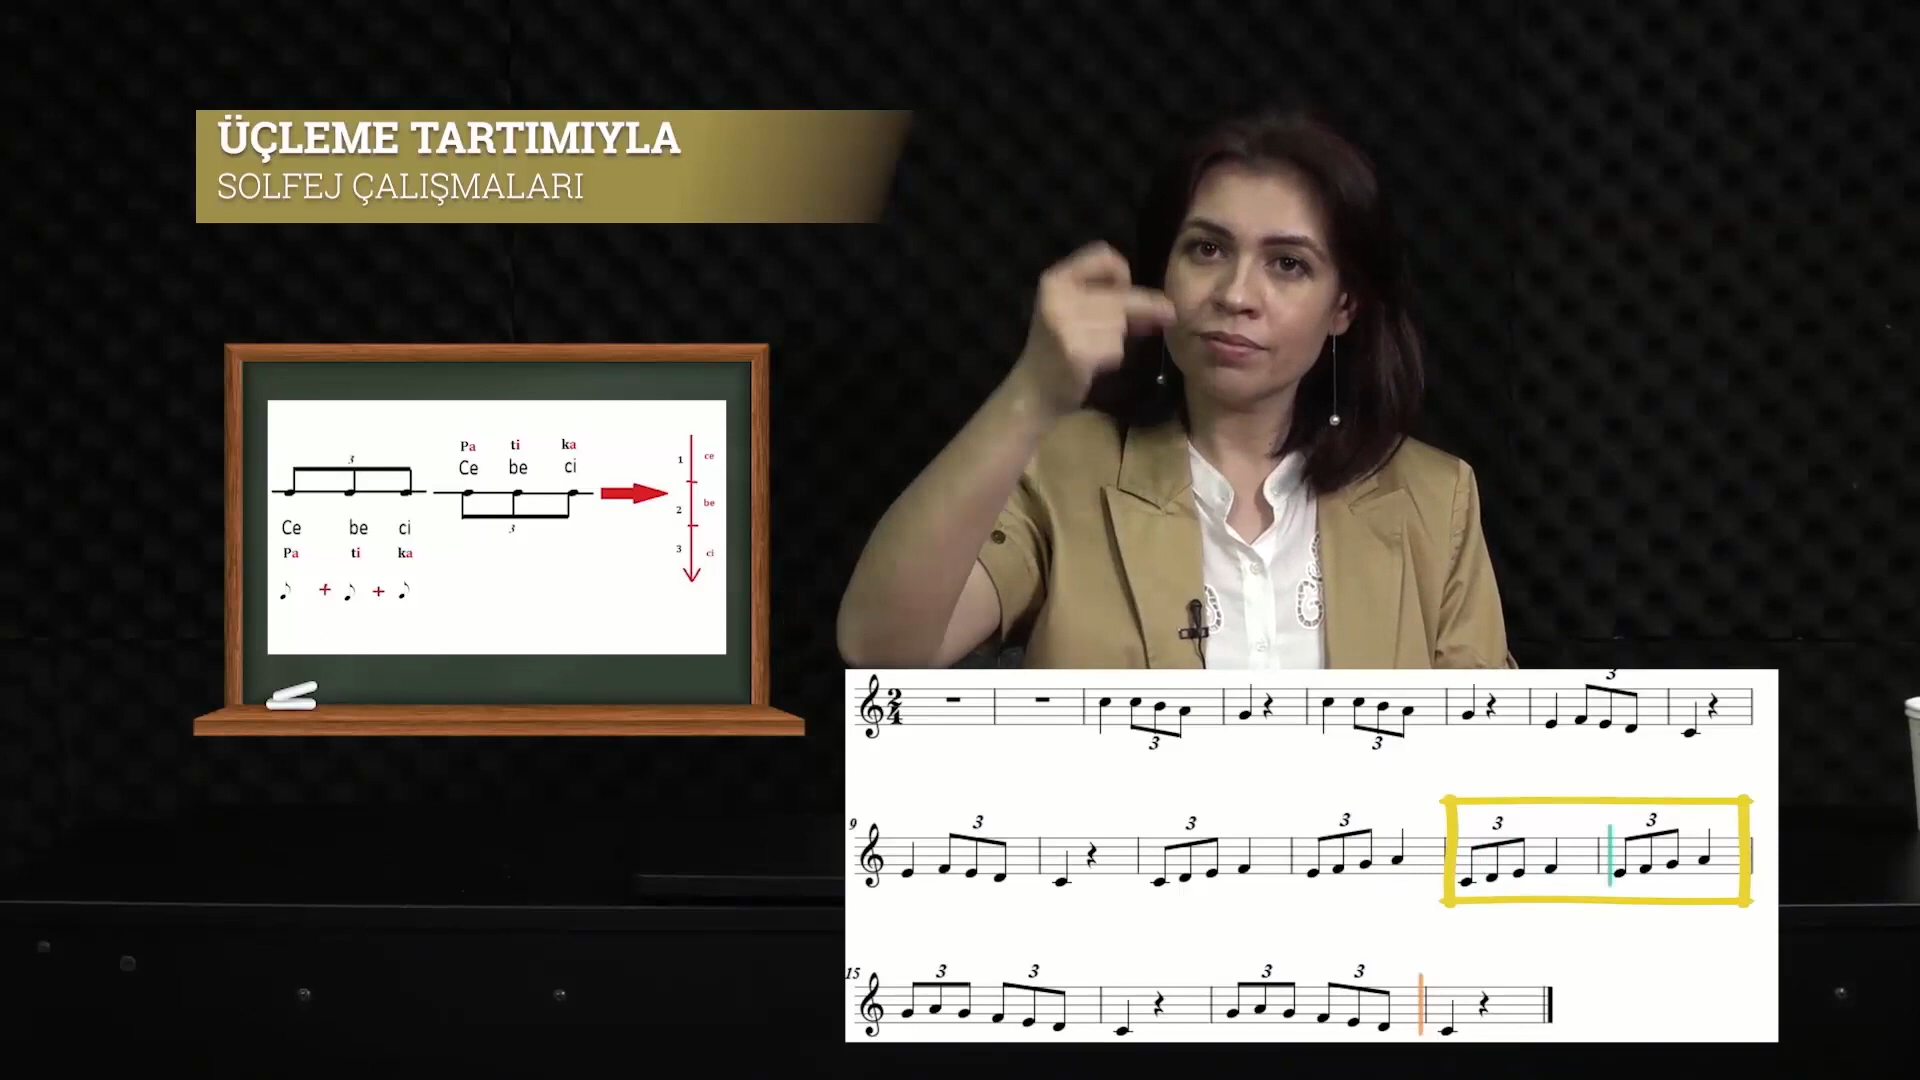 ÜÇLEME TARTIMIYLA
SOLFEJ ÇALIŞMALARI
3
Ce be ci
Pa ti ka
+ +
Pa ti ka
Ce be ci
3
1 ce
2 be
3 ci
2
4
3 3 3
9 3 3 3 3 3
15 3 3 3 3